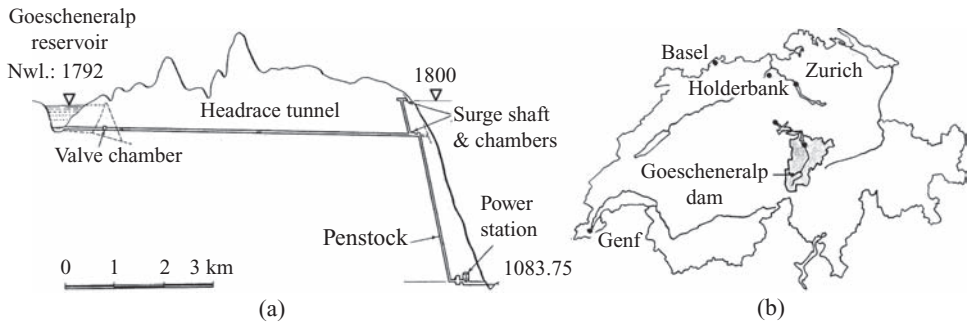 Goescheneralp
reservoir
Nwl.: 1792
Headrace tunnel
Valve chamber
1800
Surge shaft
& chambers
Power
station
Penstock
1083.75
0 1 2 3 km
(a)
Basel
Zurich
Holderbank
Goescheneralp
dam
Genf
(b)